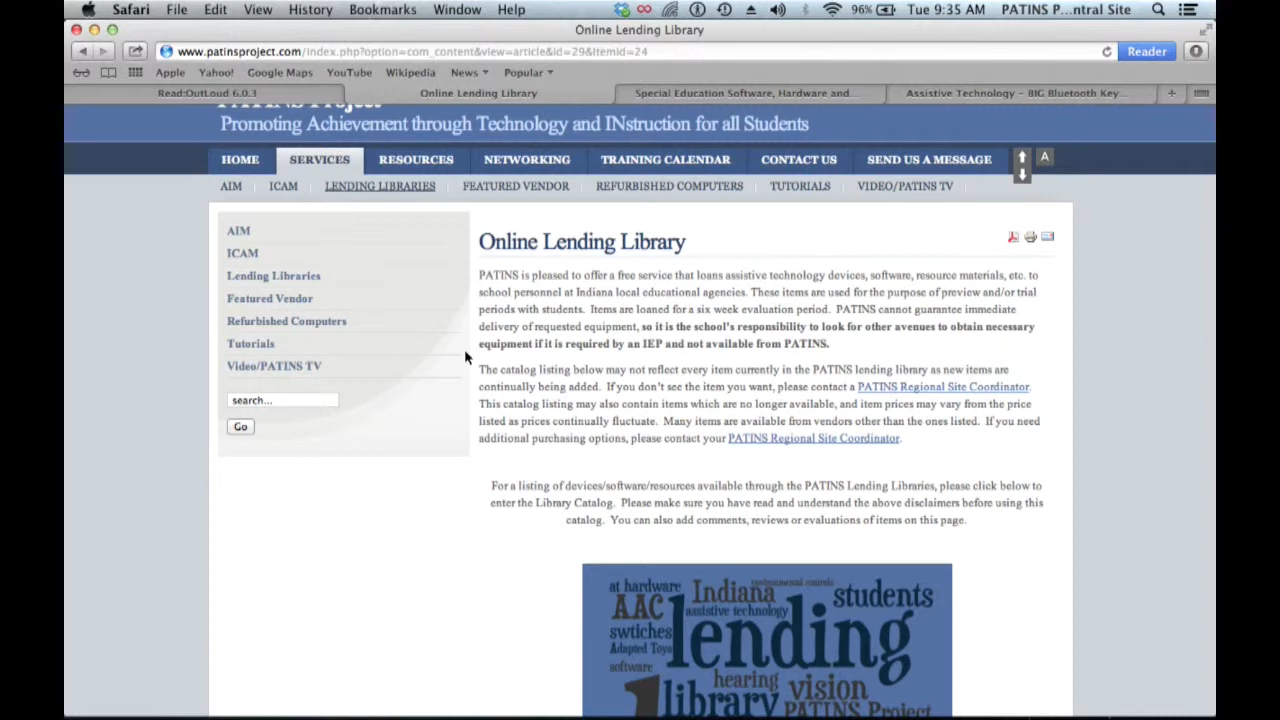 Safari File Edit View History Bookmarks Window Help 96% Tue 9:35 AM PATINS P...ntral Site
Online Lending Library
www.patinsproject.com/index.php?option=com_content&view=article&id=29&Itemid=24 Reader
Apple Yahoo! Google Maps YouTube Wikipedia News Popular
Read:OutLoud 6.0.3 Online Lending Library Special Education Software, Hardware and... Assistive Technology – BIG Bluetooth Key... +
PATINS Project
Promoting Achievement through Technology and INstruction for all Students
HOME SERVICES RESOURCES NETWORKING TRAINING CALENDAR CONTACT US SEND US A MESSAGE A
AIM ICAM LENDING LIBRARIES FEATURED VENDOR REFURBISHED COMPUTERS TUTORIALS VIDEO/PATINS TV
AIM
ICAM
Lending Libraries
Featured Vendor
Refurbished Computers
Tutorials
Video/PATINS TV
search...
Go
Online Lending Library
PATINS is pleased to offer a free service that loans assistive technology devices, software, resource materials, etc. to
school personnel at Indiana local educational agencies. These items are used for the purpose of preview and/or trial
periods with students. Items are loaned for a six week evaluation period. PATINS cannot guarantee immediate
delivery of requested equipment, so it is the school's responsibility to look for other avenues to obtain necessary
equipment if it is required by an IEP and not available from PATINS.
The catalog listing below may not reflect every item currently in the PATINS lending library as new items are
continually being added. If you don't see the item you want, please contact a PATINS Regional Site Coordinator.
This catalog listing may also contain items which are no longer available, and item prices may vary from the price
listed as prices continually fluctuate. Many items are available from vendors other than the ones listed. If you need
additional purchasing options, please contact your PATINS Regional Site Coordinator.
For a listing of devices/software/resources available through the PATINS Lending Libraries, please click below to
enter the Library Catalog. Please make sure you have read and understand the above disclaimers before using this
catalog. You can also add comments, reviews or evaluations of items on this page.
at hardware Indiana environmental controls students
AAC assistive technology
swtiches lending
Adapted Toys
software hearing vision
library PATINS Project